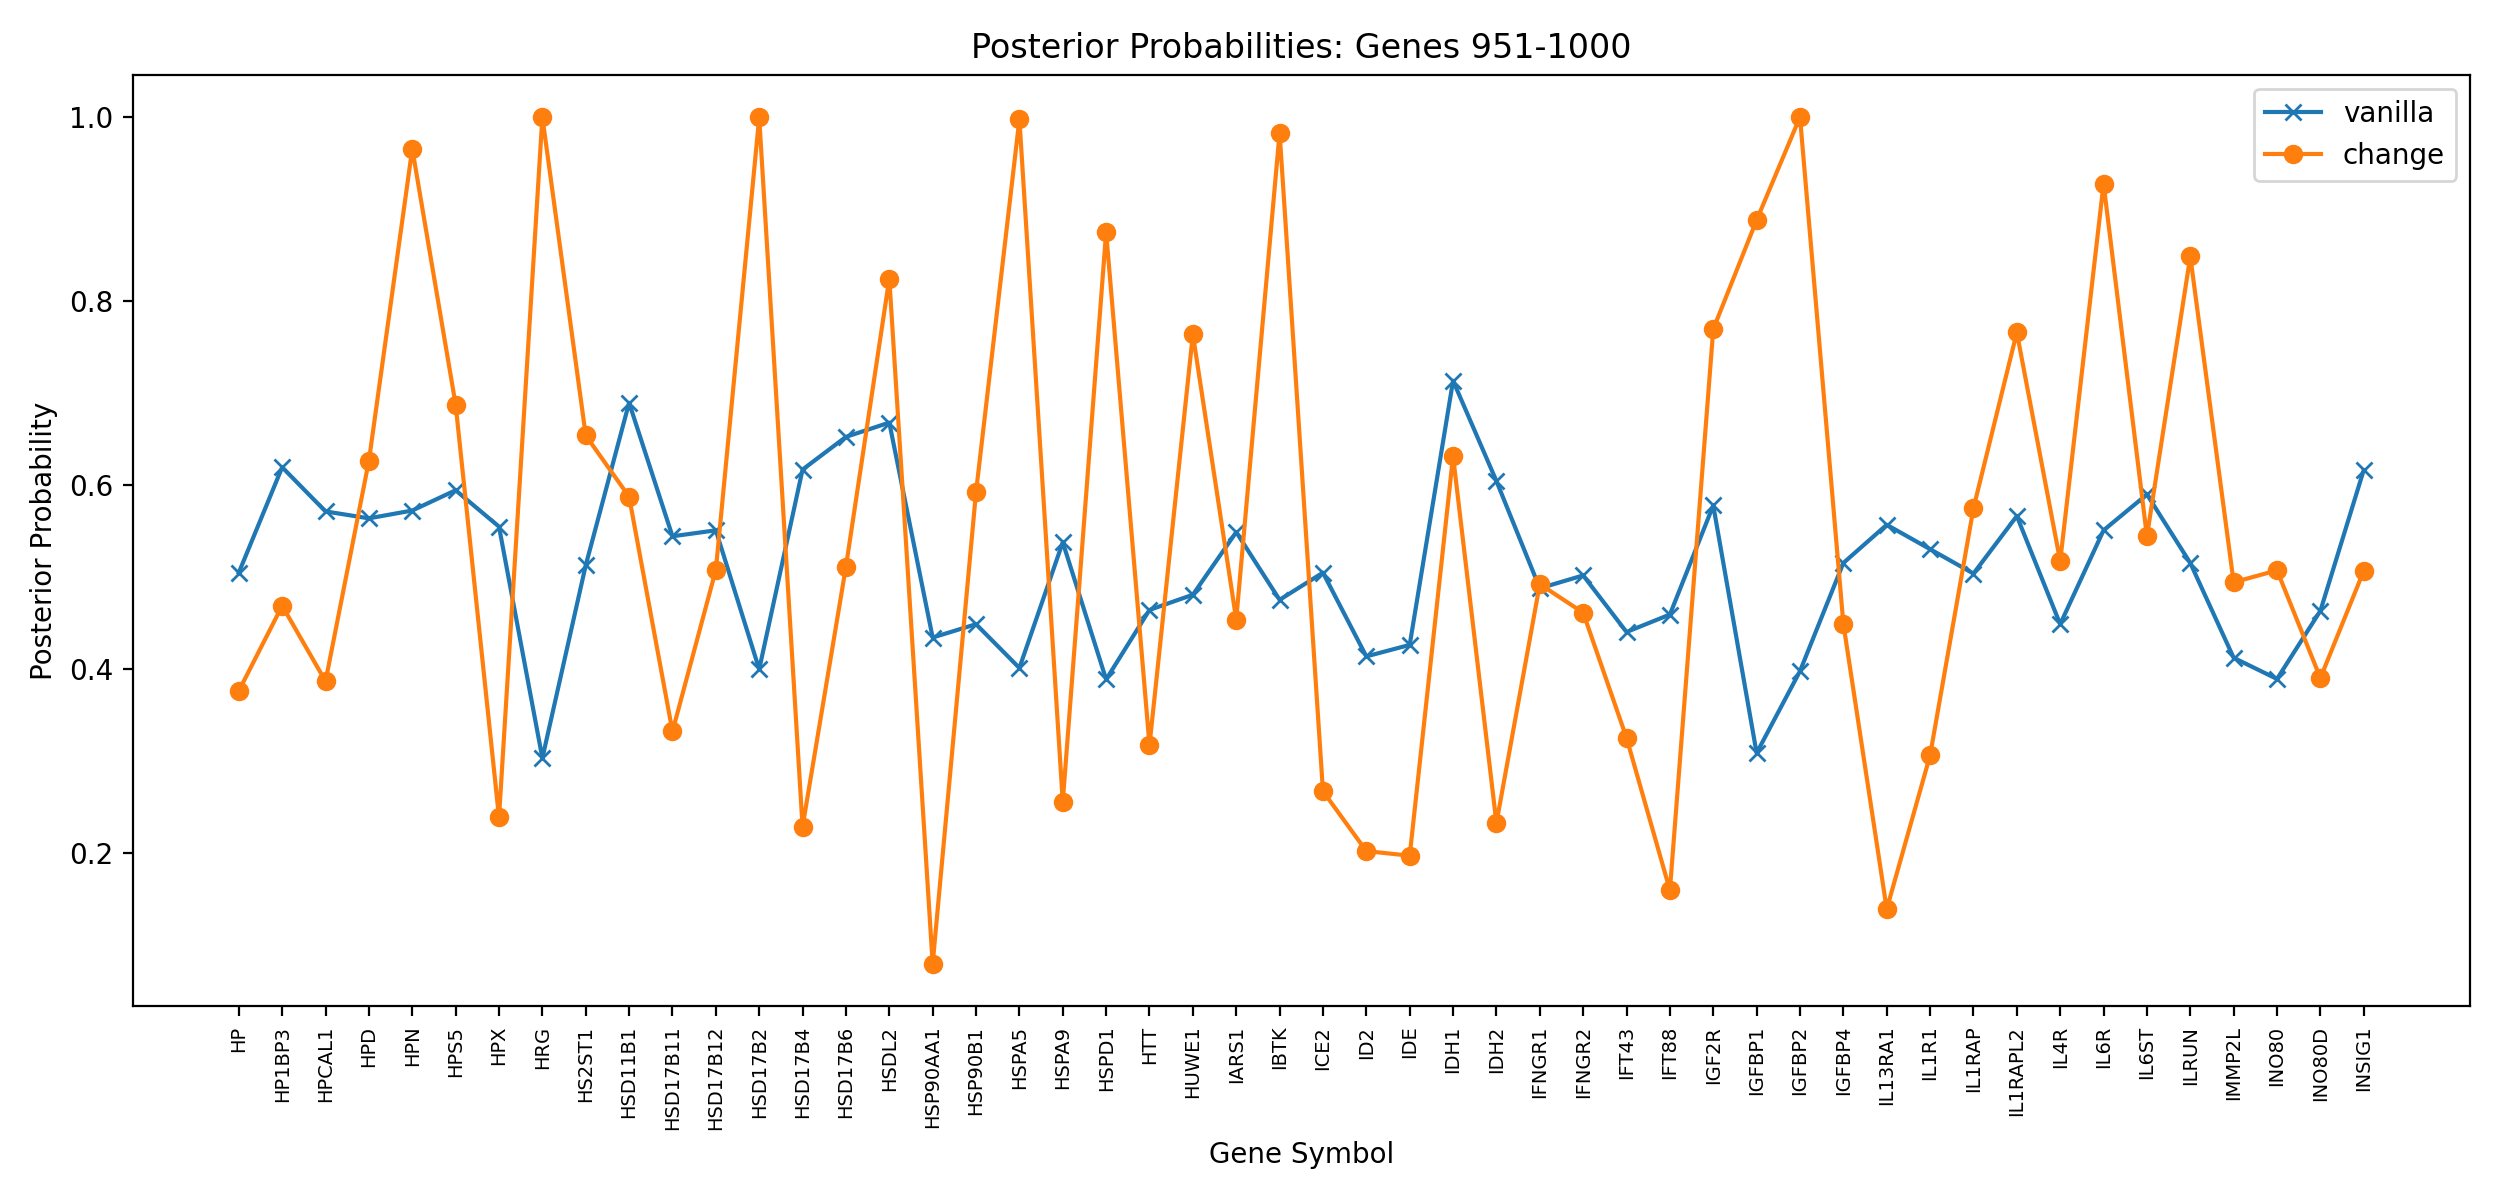 Posterior Probabilities: Genes 951-1000
vanilla
change
Posterior Probability
1.0
0.8
0.6
0.4
0.2
HP
HP1BP3
HPCAL1
HPD
HPN
HPS5
HPX
HRG
HS2ST1
HSD11B1
HSD17B11
HSD17B12
HSD17B2
HSD17B4
HSD17B6
HSDL2
HSP90AA1
HSP90B1
HSPA5
HSPA9
HSPD1
HTT
HUWE1
IARS1
IBTK
ICE2
ID2
IDE
IDH1
IDH2
IFNGR1
IFNGR2
IFT43
IFT88
IGF2R
IGFBP1
IGFBP2
IGFBP4
IL13RA1
IL1R1
IL1RAP
IL1RAPL2
IL4R
IL6R
IL6ST
ILRUN
IMMP2L
INO80
INO80D
INSIG1
Gene Symbol